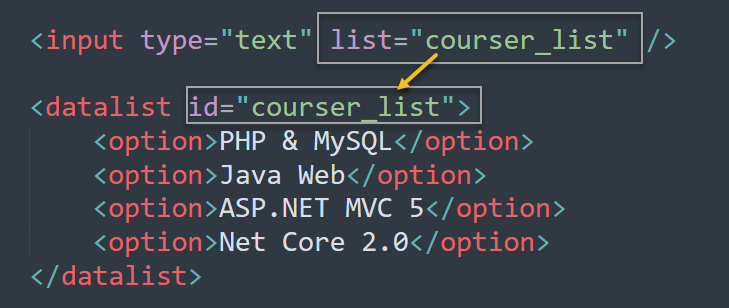 <input type="text" list="courser_list" />
<datalist id="courser_list">
<option>PHP & MySQL</option>
<option>Java Web</option>
<option>ASP.NET MVC 5</option>
<option>Net Core 2.0</option>
</datalist>